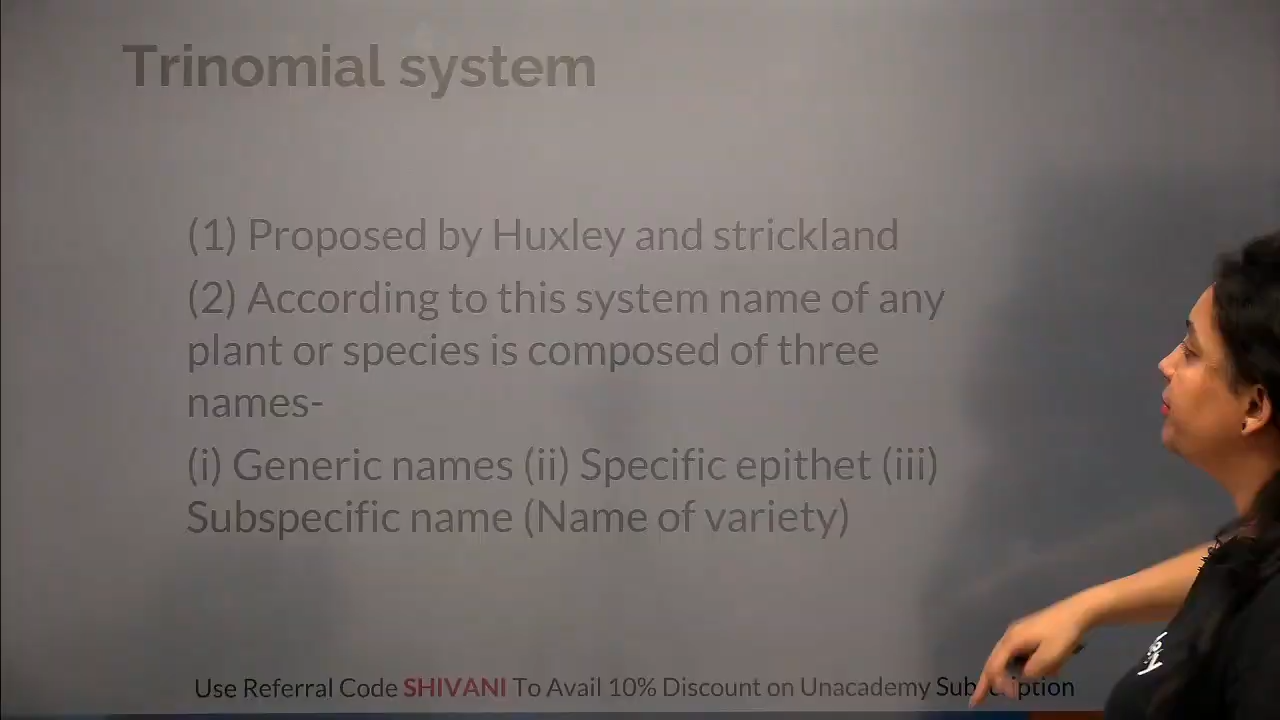 Trinomial system
(1) Proposed by Huxley and strickland
(2) According to this system name of any
plant or species is composed of three
names-
(i) Generic names (ii) Specific epithet (iii)
Subspecific name (Name of variety)
Use Referral Code SHIVANI To Avail 10% Discount on Unacademy